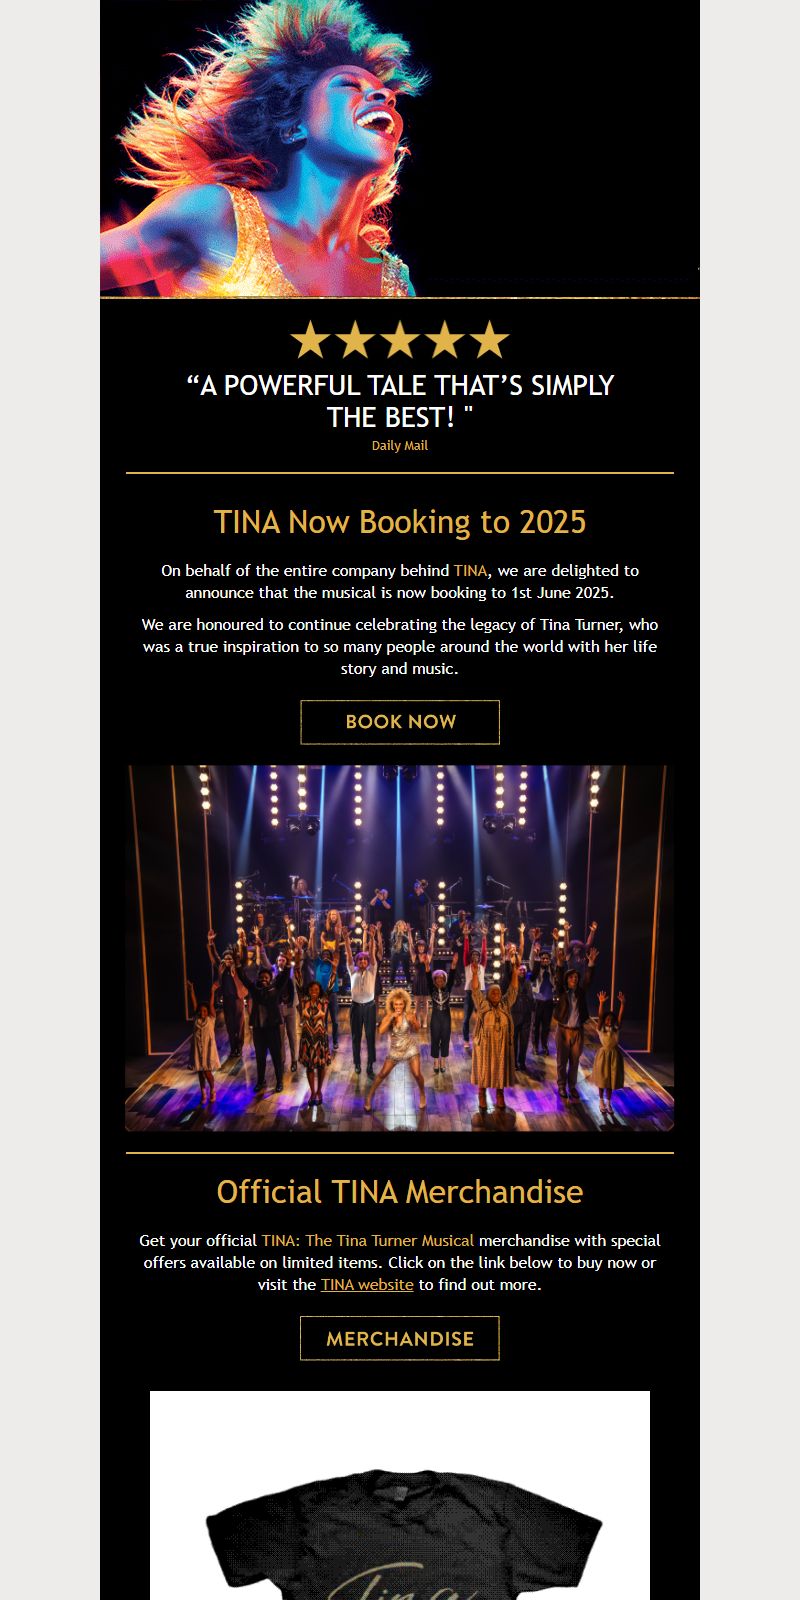 “A POWERFUL TALE THAT’S SIMPLY
THE BEST! "
Daily Mail
TINA Now Booking to 2025
On behalf of the entire company behind TINA, we are delighted to
announce that the musical is now booking to 1st June 2025.
We are honoured to continue celebrating the legacy of Tina Turner, who
was a true inspiration to so many people around the world with her life
story and music.
BOOK NOW
Official TINA Merchandise
Get your official TINA: The Tina Turner Musical merchandise with special
offers available on limited items. Click on the link below to buy now or
visit the TINA website to find out more.
MERCHANDISE
Tina